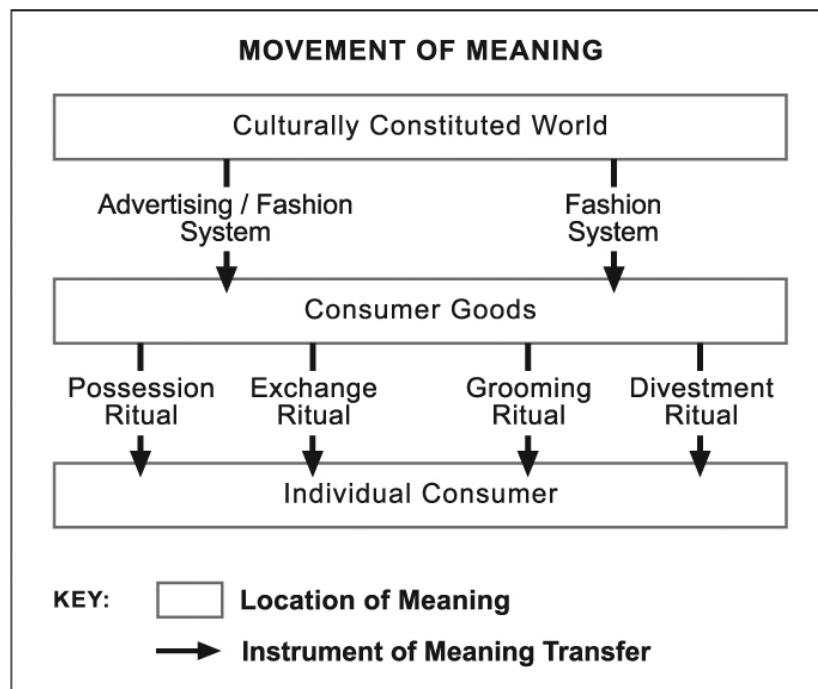 MOVEMENT OF MEANING
Culturally Constituted World
Advertising / Fashion
System
Fashion
System
Consumer Goods
Possession
Ritual
Exchange
Ritual
Grooming
Ritual
Divestment
Ritual
Individual Consumer
KEY:
Location of Meaning
Instrument of Meaning Transfer